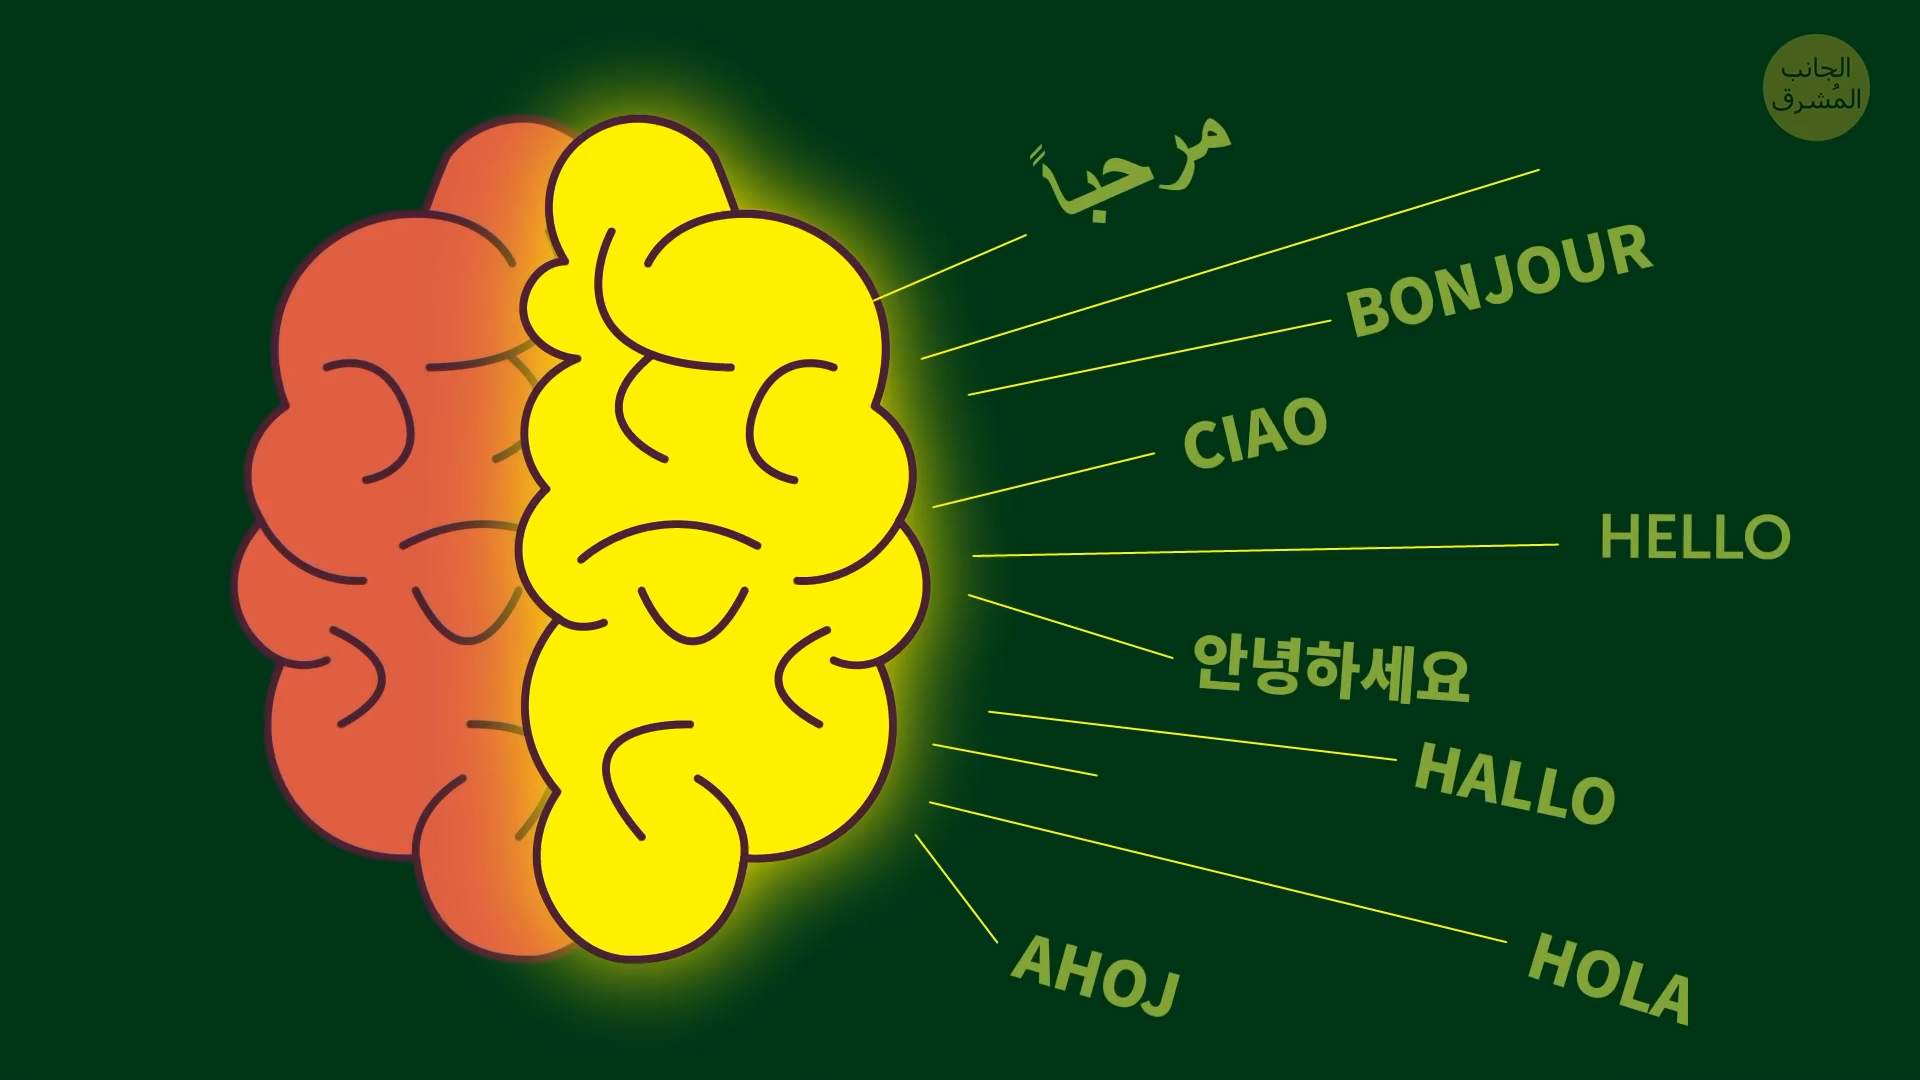 الجانب
المُشرق
مرحباً
BONJOUR
CIAO
HELLO
안녕하세요
HALLO
HOLA
AHOJ